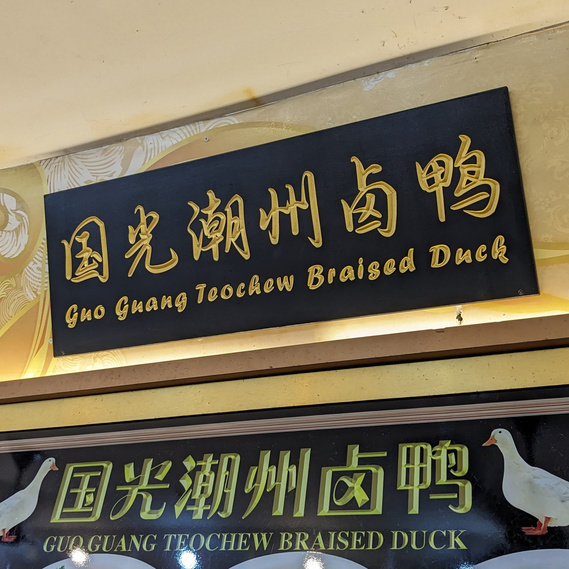 国光潮州卤鸭
Guo Guang Teochew Braised Duck
国光潮州卤鸭
GUO GUANG TEOCHEW BRAISED DUCK